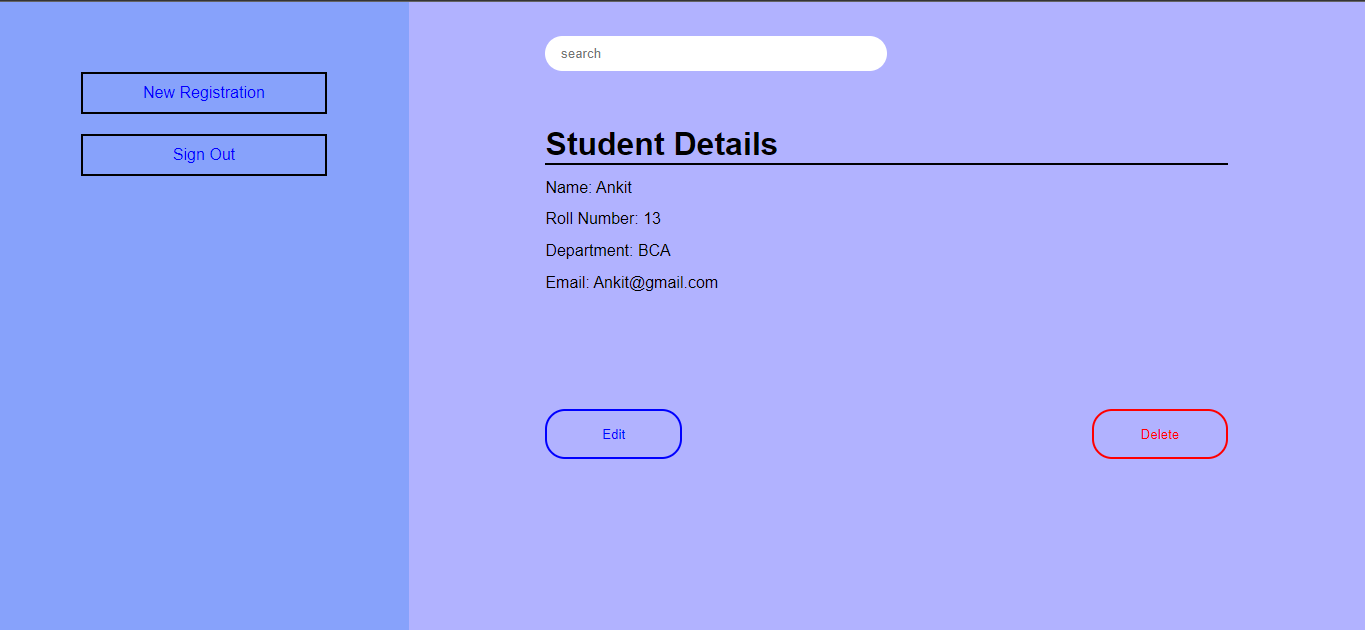 New Registration
Sign Out
search
Student Details
Name: Ankit
Roll Number: 13
Department: BCA
Email: Ankit@gmail.com
Edit
Delete